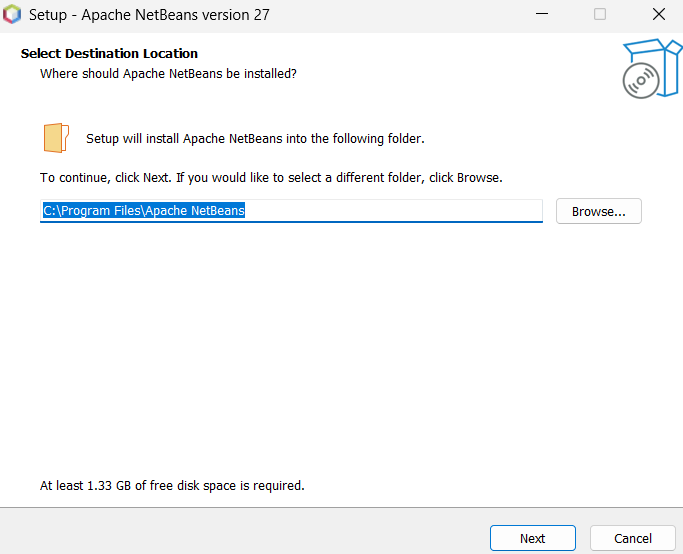 Setup - Apache NetBeans version 27
Select Destination Location
Where should Apache NetBeans be installed?
Setup will install Apache NetBeans into the following folder.
To continue, click Next. If you would like to select a different folder, click Browse.
C:\Program Files\Apache NetBeans
Browse...
At least 1.33 GB of free disk space is required.
Next
Cancel